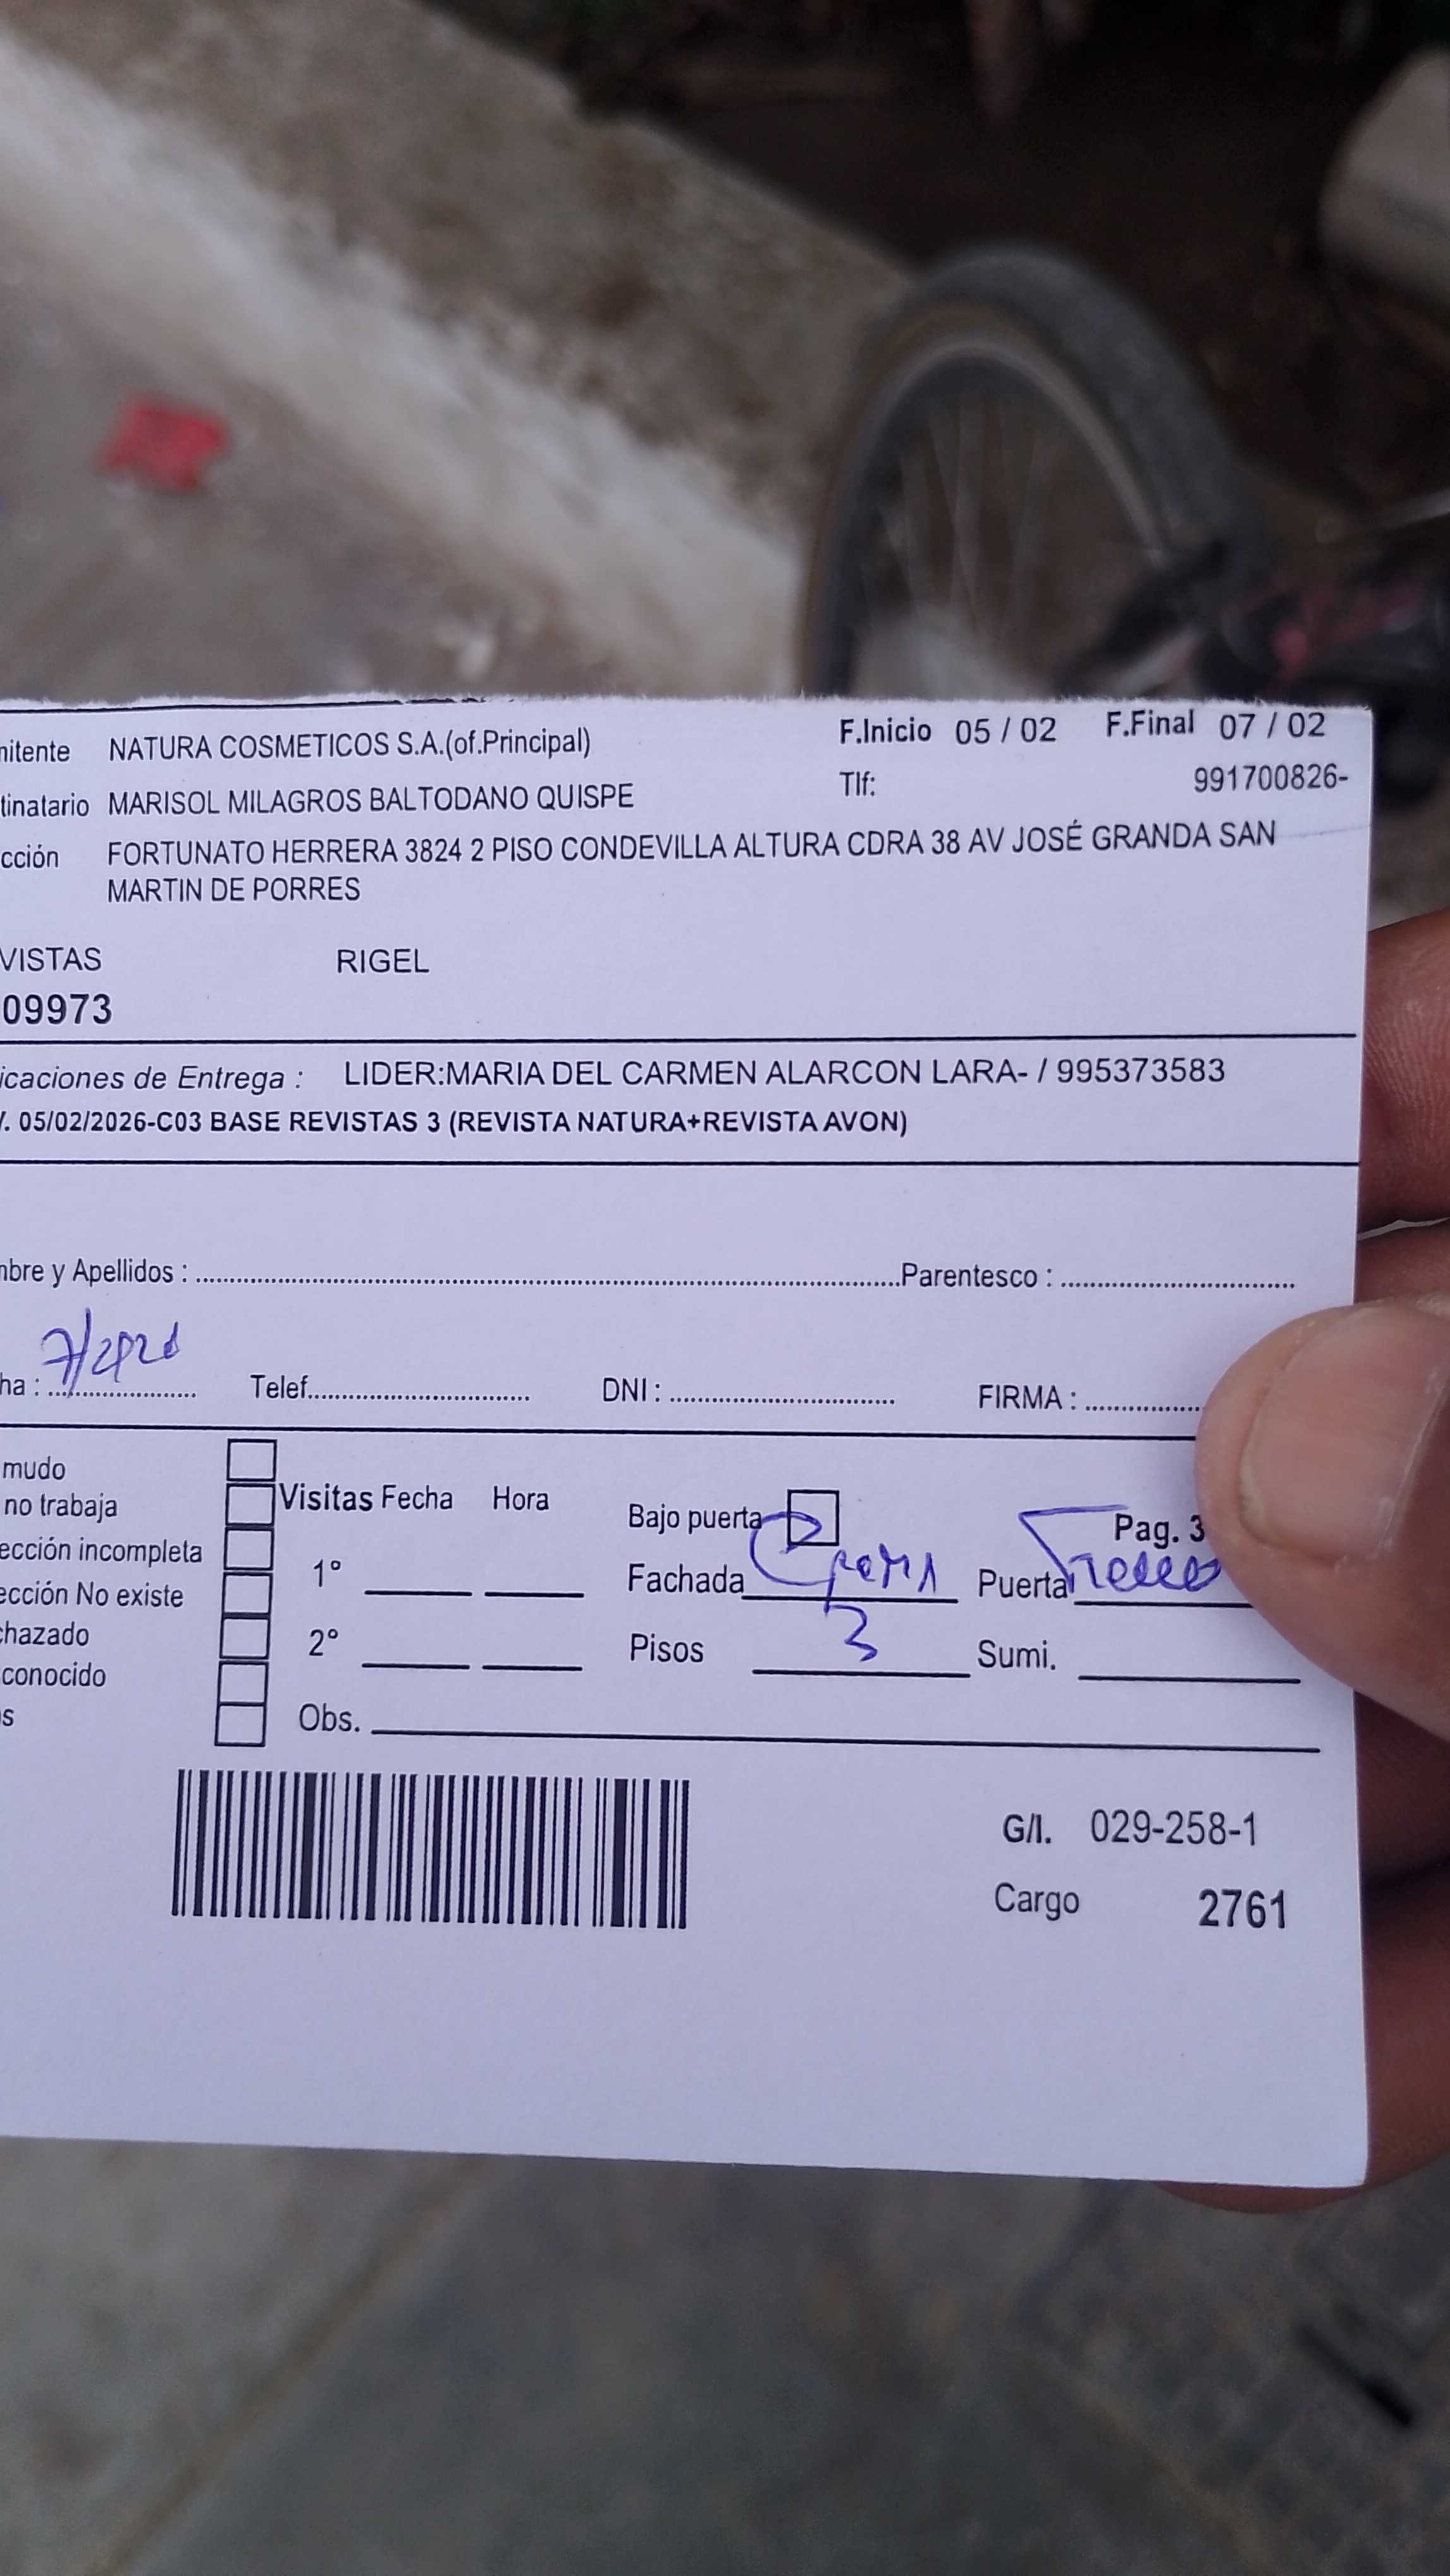 mitente NATURA COSMETICOS S.A.(of.Principal) F.Inicio 05 / 02 F.Final 07 / 02
tinatario MARISOL MILAGROS BALTODANO QUISPE Tlf: 991700826-
cción FORTUNATO HERRERA 3824 2 PISO CONDEVILLA ALTURA CDRA 38 AV JOSÉ GRANDA SAN
MARTIN DE PORRES
VISTAS RIGEL
09973
icaciones de Entrega : LIDER:MARIA DEL CARMEN ALARCON LARA- / 995373583
. 05/02/2026-C03 BASE REVISTAS 3 (REVISTA NATURA+REVISTA AVON)
mbre y Apellidos : Parentesco :
ha : Telef. DNI : FIRMA :
mudo
no trabaja Visitas Fecha Hora Bajo puerta Pag. 3
ección incompleta 1° Fachada Puerta
ección No existe
chazado 2° Pisos 3 Sumi.
conocido
s Obs.
G/I. 029-258-1
Cargo 2761